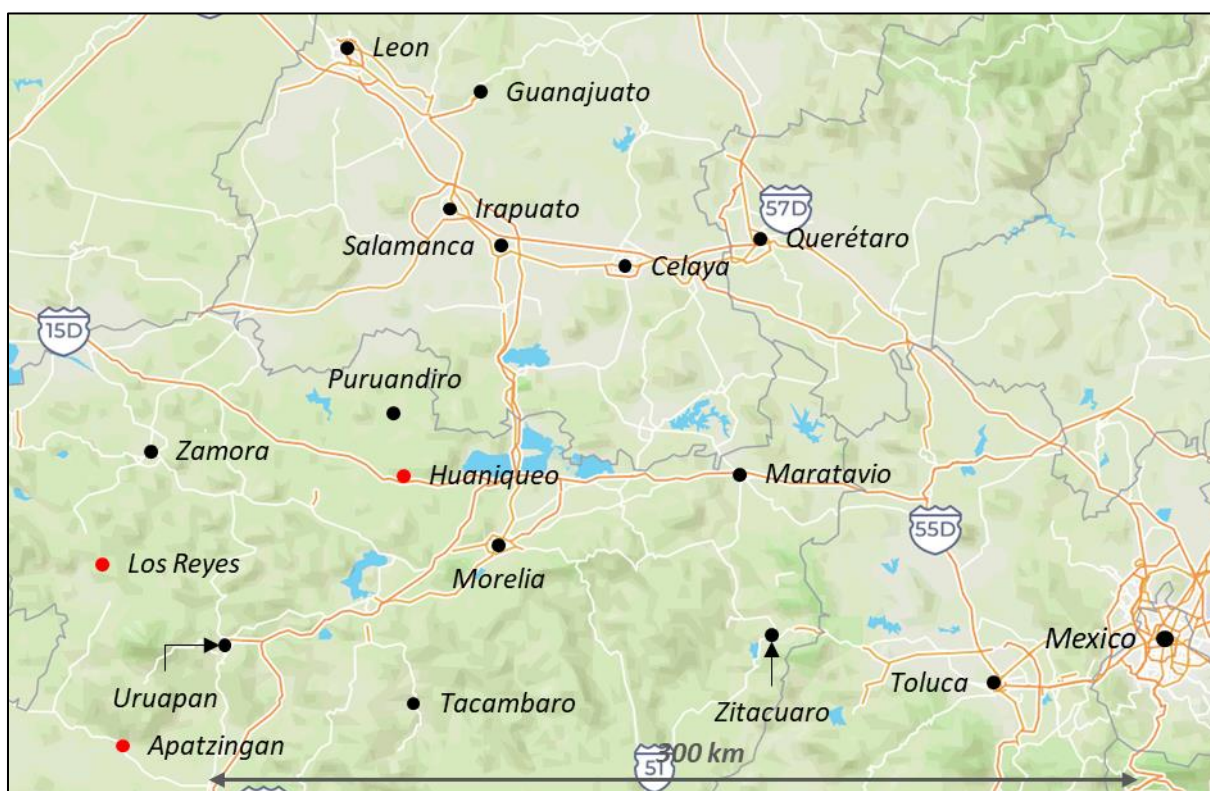 Leon
Guanajuato
Irapuato
57D
Salamanca
Querétaro
Celaya
15D
Puruandiro
Zamora
Huaniqueo
Maratavio
55D
Los Reyes
Morelia
Mexico
Uruapan
Tacambaro
Toluca
Zitacuaro
Apatzingan
300 km
51